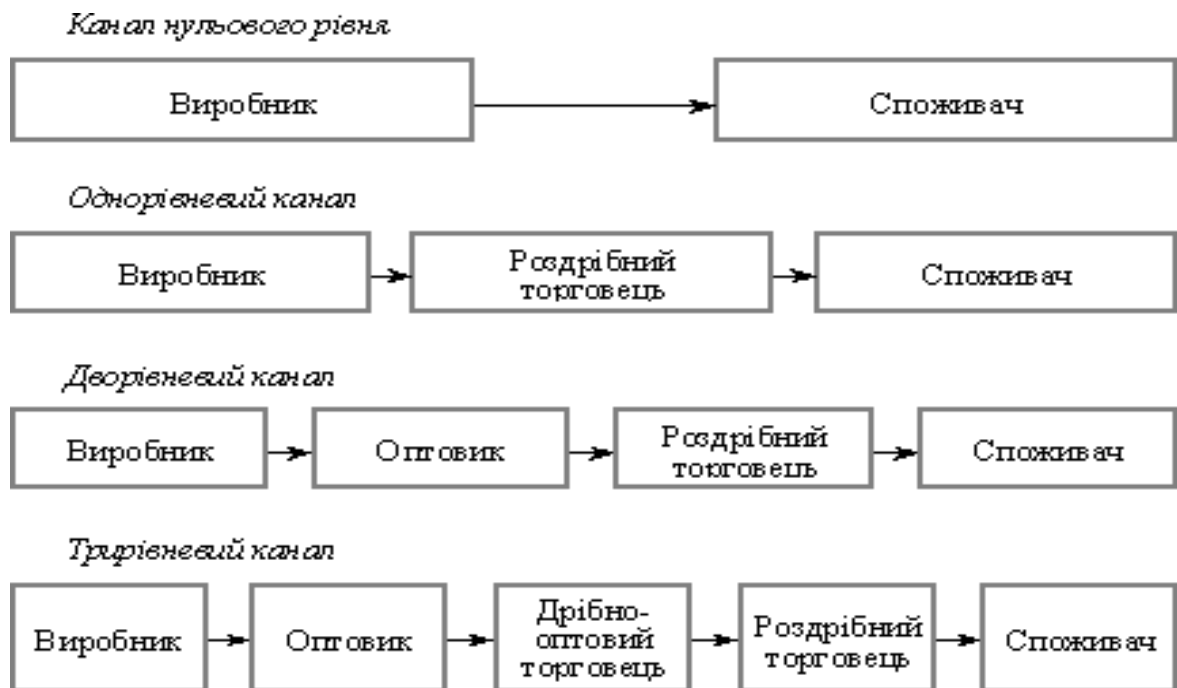 Канал нульового рівня
Виробник Споживач
Однорівневий канал
Виробник Роздрібний торговець Споживач
Дворівневий канал
Виробник Оптовик Роздрібний торговець Споживач
Трирівневий канал
Виробник Оптовик Дрібно-оптовий торговець Роздрібний торговець Споживач